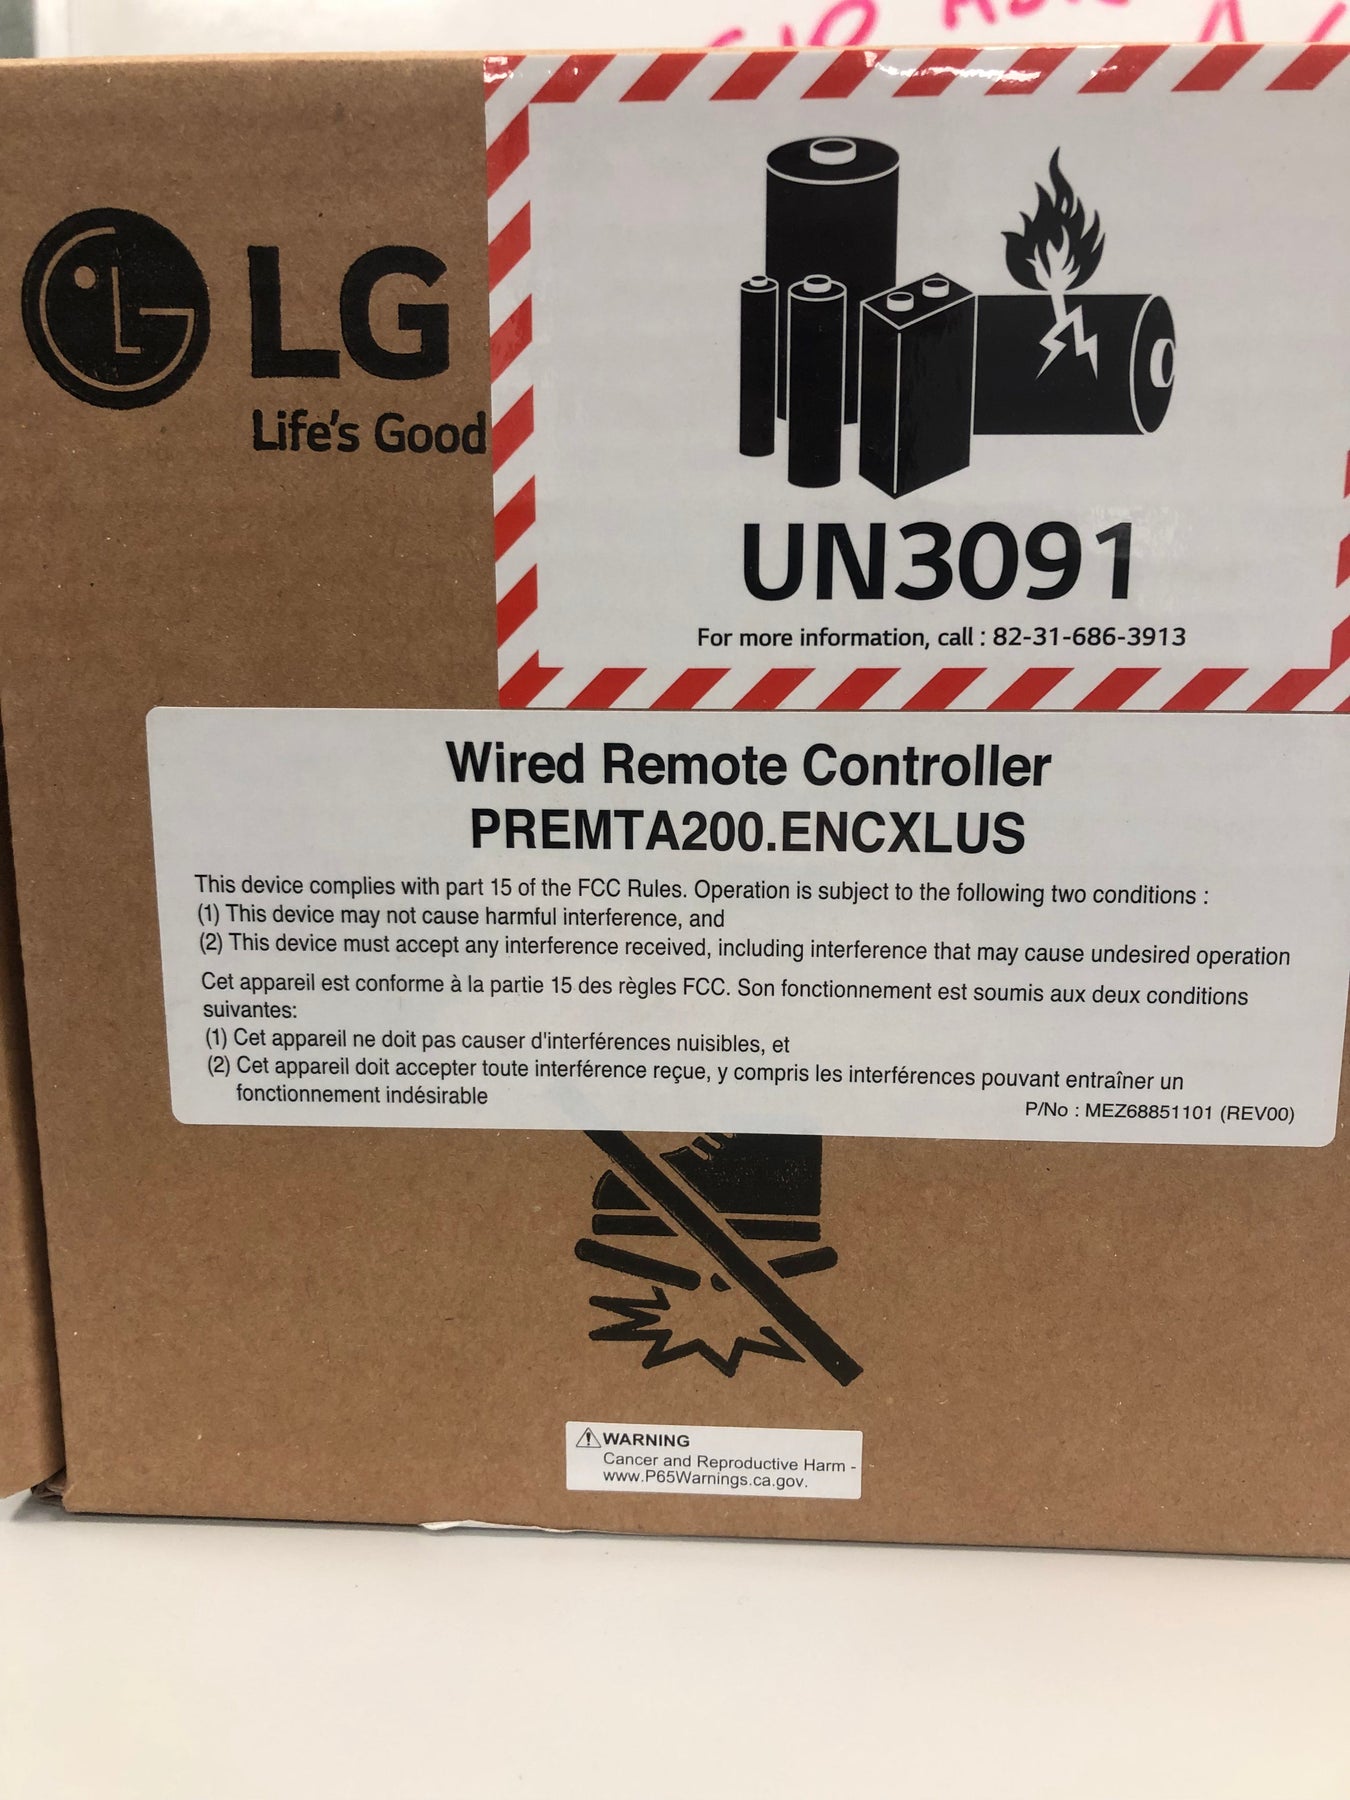 LG
LG
Life's Good
UN3091
For more information, call : 82-31-686-3913
Wired Remote Controller
PREMTA200.ENCXLUS
This device complies with part 15 of the FCC Rules. Operation is subject to the following two conditions :
(1) This device may not cause harmful interference, and
(2) This device must accept any interference received, including interference that may cause undesired operation
Cet appareil est conforme à la partie 15 des règles FCC. Son fonctionnement est soumis aux deux conditions
suivantes:
(1) Cet appareil ne doit pas causer d'interférences nuisibles, et
(2) Cet appareil doit accepter toute interférence reçue, y compris les interférences pouvant entraîner un
fonctionnement indésirable
P/No : MEZ68851101 (REV00)
WARNING
Cancer and Reproductive Harm -
www.P65Warnings.ca.gov.